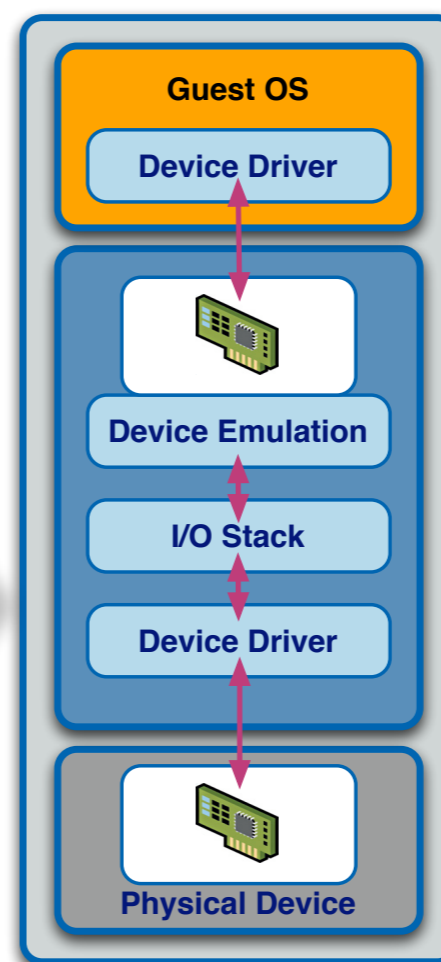 Guest OS
Device Driver
Device Emulation
I/O Stack
Device Driver
Physical Device